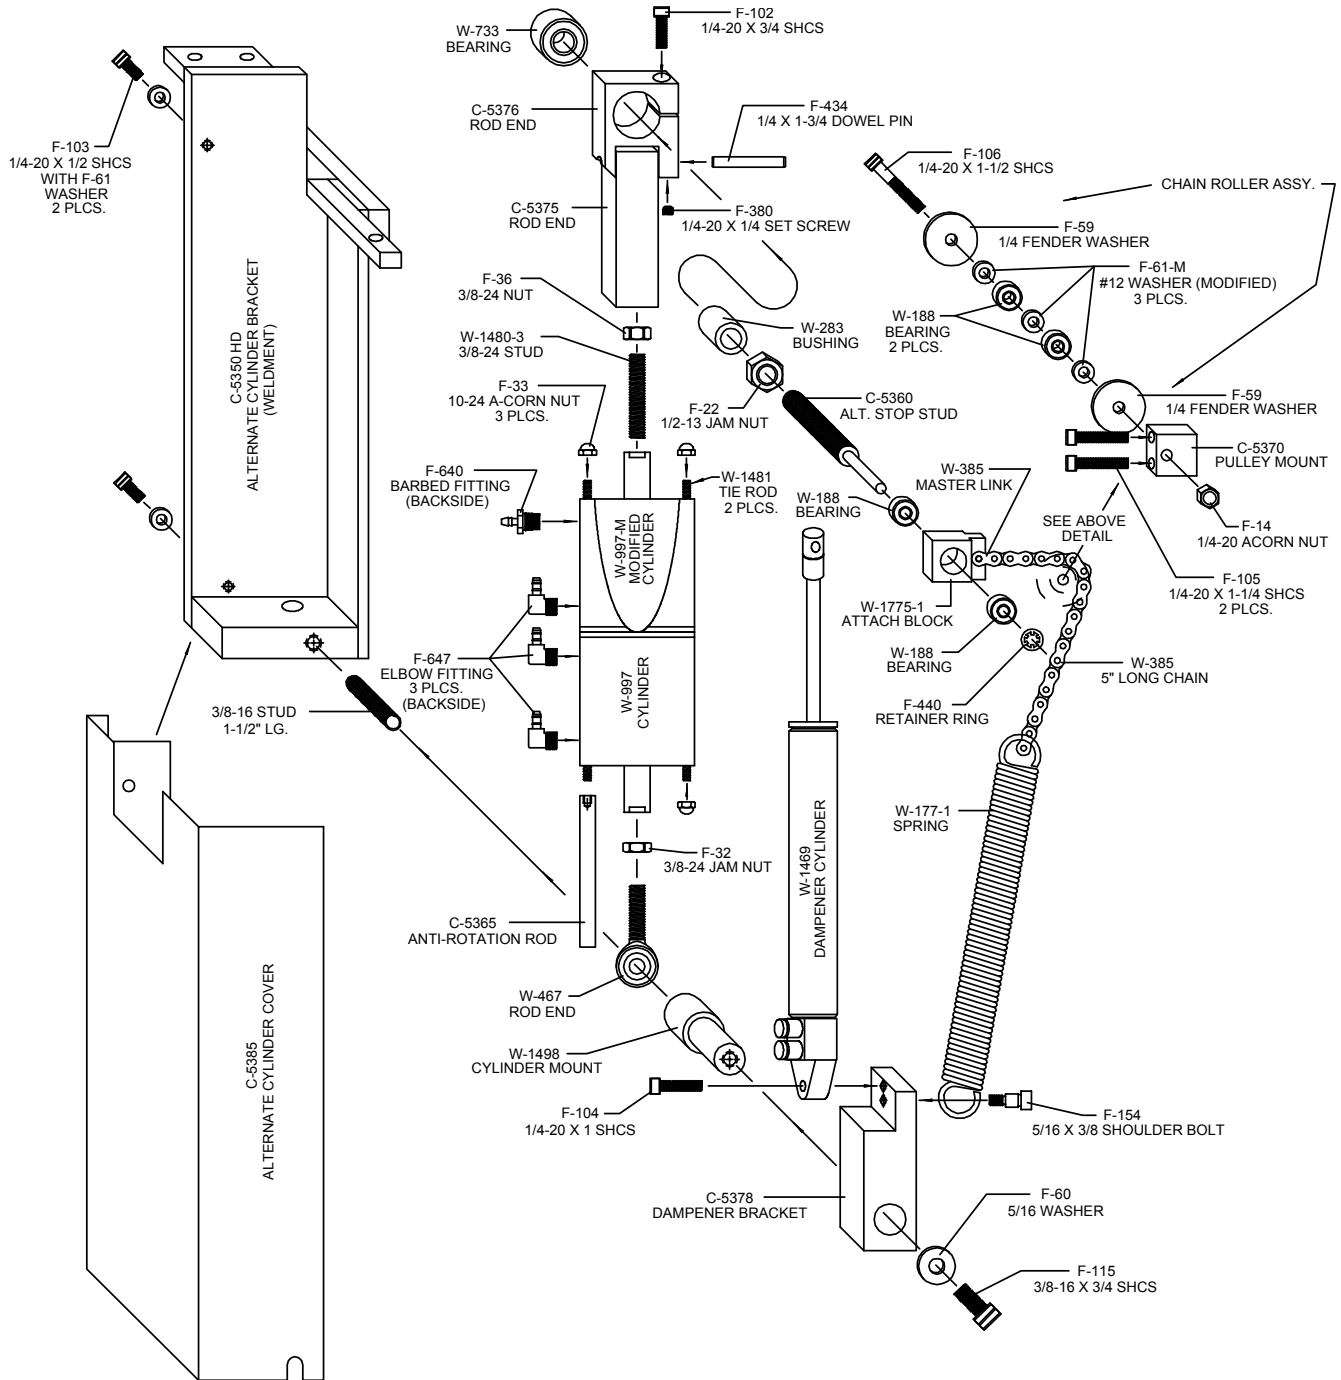 W-733
BEARING
F-102
1/4-20 X 3/4 SHCS
C-5376
ROD END
F-434
1/4 X 1-3/4 DOWEL PIN
F-103
1/4-20 X 1/2 SHCS
WITH F-61
WASHER
2 PLCS.
F-106
1/4-20 X 1-1/2 SHCS
CHAIN ROLLER ASSY.
C-5375
ROD END
F-380
1/4-20 X 1/4 SET SCREW
F-59
1/4 FENDER WASHER
F-61-M
#12 WASHER (MODIFIED)
3 PLCS.
F-36
3/8-24 NUT
W-188
BEARING
2 PLCS.
W-283
BUSHING
W-1480-3
3/8-24 STUD
C-5350 HD
ALTERNATE CYLINDER BRACKET
(WELDMENT)
F-33
10-24 A-CORN NUT
3 PLCS.
F-22
1/2-13 JAM NUT
C-5360
ALT. STOP STUD
F-59
1/4 FENDER WASHER
C-5370
PULLEY MOUNT
F-640
BARBED FITTING
(BACKSIDE)
W-1481
TIE ROD
2 PLCS.
W-385
MASTER LINK
W-188
BEARING
SEE ABOVE
DETAIL
F-14
1/4-20 ACORN NUT
W-997-M
MODIFIED
CYLINDER
F-105
1/4-20 X 1-1/4 SHCS
2 PLCS.
W-1775-1
ATTACH BLOCK
F-647
ELBOW FITTING
3 PLCS.
(BACKSIDE)
W-188
BEARING
W-385
5" LONG CHAIN
W-997
CYLINDER
F-440
RETAINER RING
3/8-16 STUD
1-1/2" LG.
W-177-1
SPRING
F-32
3/8-24 JAM NUT
W-1469
DAMPENER CYLINDER
C-5365
ANTI-ROTATION ROD
W-467
ROD END
C-5385
ALTERNATE CYLINDER COVER
W-1498
CYLINDER MOUNT
F-104
1/4-20 X 1 SHCS
F-154
5/16 X 3/8 SHOULDER BOLT
C-5378
DAMPENER BRACKET
F-60
5/16 WASHER
F-115
3/8-16 X 3/4 SHCS